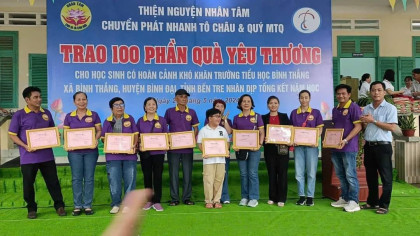 THIỆN NGUYỆN NHÂN TÂM
CHUYỂN PHÁT NHANH TÔ CHÂU & QUÝ MTQ
TRAO 100 PHẦN QUÀ YÊU THƯƠNG
CHO HỌC SINH CÓ HOÀN CẢNH KHÓ KHĂN TRƯỜNG TIỂU HỌC BÌNH THẮNG
XÃ BÌNH THẮNG, HUYỆN BÌNH ĐẠI TỈNH BẾN TRE NHÂN DỊP TỔNG KẾT NĂM HỌC